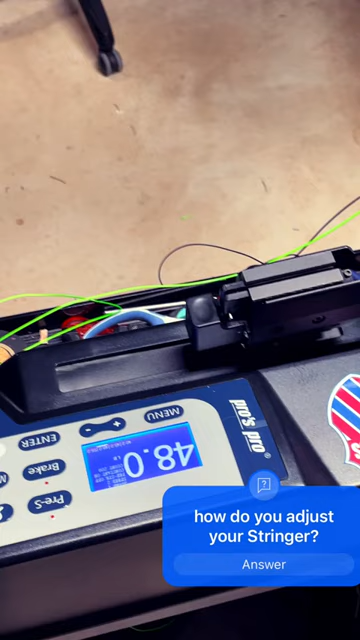 pro's pro®
MENU
ENTER
48.0
Brake
Pre-S
how do you adjust
your Stringer?
Answer